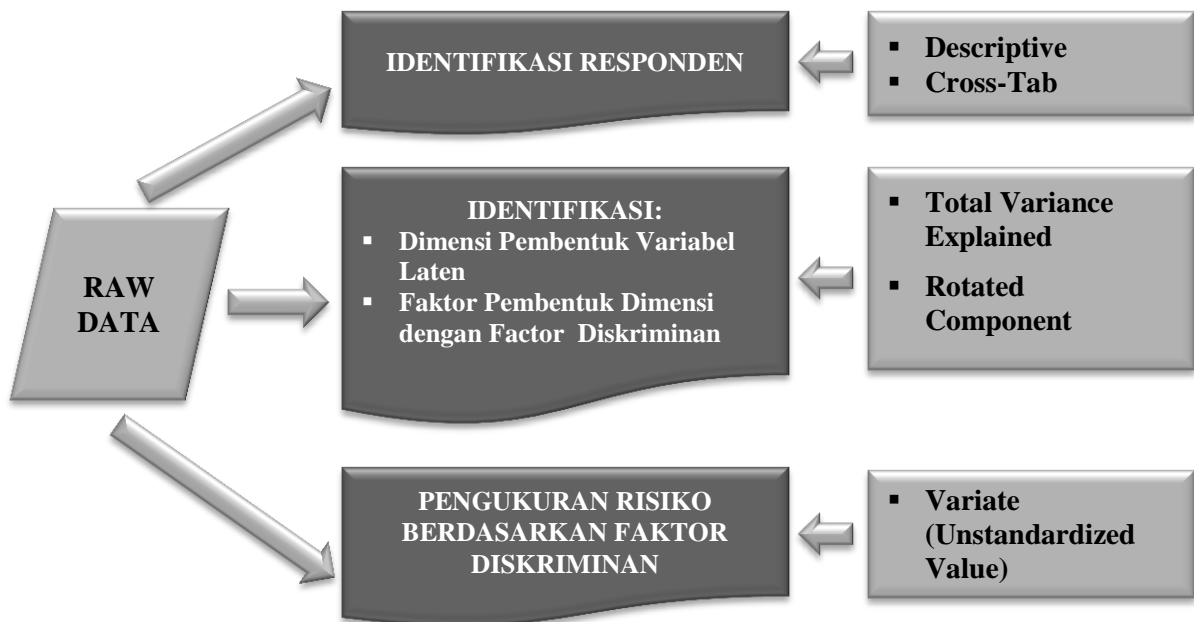 IDENTIFIKASI RESPONDEN
▪ Descriptive
▪ Cross-Tab
RAW
DATA
IDENTIFIKASI:
▪ Dimensi Pembentuk Variabel
Laten
▪ Faktor Pembentuk Dimensi
dengan Factor Diskriminan
▪ Total Variance
Explained
▪ Rotated
Component
PENGUKURAN RISIKO
BERDASARKAN FAKTOR
DISKRIMINAN
▪ Variate
(Unstandardized
Value)